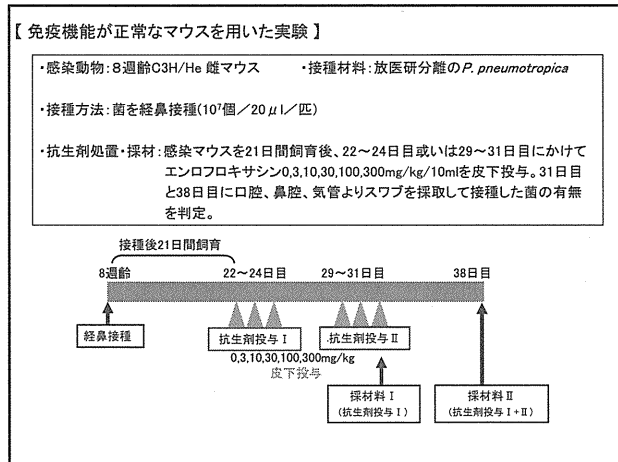 【 免疫機能が正常なマウスを用いた実験 】
・感染動物:8週齢C3H/He 雌マウス ・接種材料:放医研分離のP. pneumotropica
・接種方法:菌を経鼻接種(10⁷個/20μl/匹)
・抗生剤処置・採材:感染マウスを21日間飼育後、22~24日目或いは29~31日目にかけて
エンロフロキサシン0,3,10,30,100,300mg/kg/10mlを皮下投与。31日目
と38日目に口腔、鼻腔、気管よりスワブを採取して接種した菌の有無
を判定。
接種後21日間飼育
8週齢 22~24日目 29~31日目 38日目
経鼻接種 抗生剤投与Ⅰ 抗生剤投与Ⅱ
0,3,10,30,100,300mg/kg
皮下投与
採材料Ⅰ 採材料Ⅱ
(抗生剤投与Ⅰ) (抗生剤投与Ⅰ+Ⅱ)